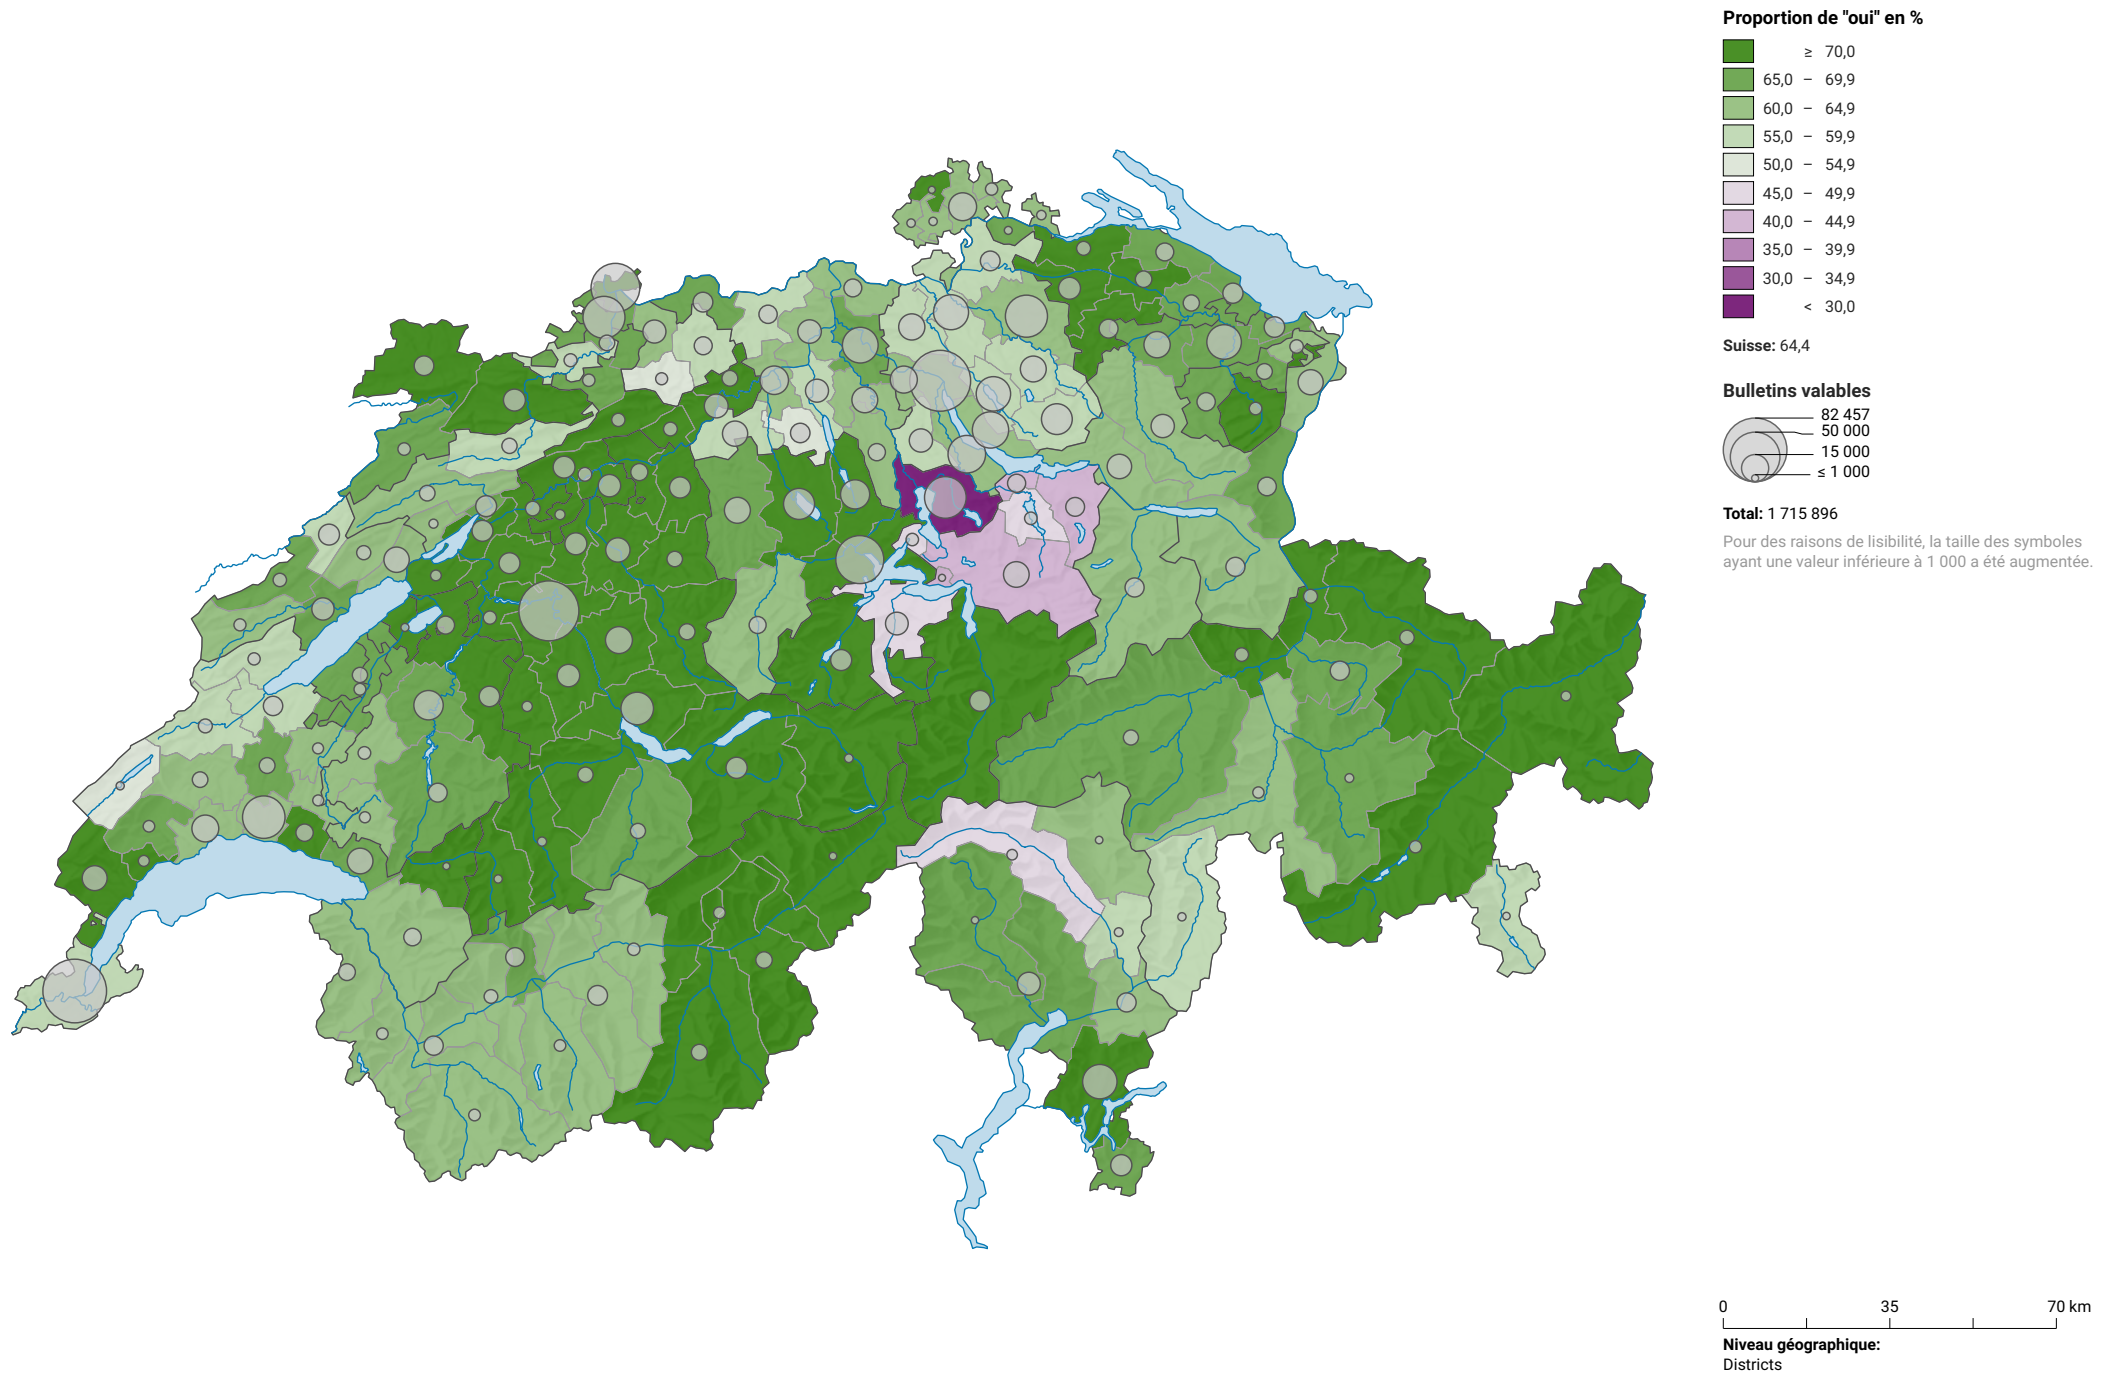 Proportion de "oui" en %
≥ 70,0
65,0 – 69,9
60,0 – 64,9
55,0 – 59,9
50,0 – 54,9
45,0 – 49,9
40,0 – 44,9
35,0 – 39,9
30,0 – 34,9
< 30,0
Suisse: 64,4
Bulletins valables
82 457
50 000
15 000
≤ 1 000
Total: 1 715 896
Pour des raisons de lisibilité, la taille des symboles
ayant une valeur inférieure à 1 000 a été augmentée.
0 35 70 km
Niveau géographique:
Districts